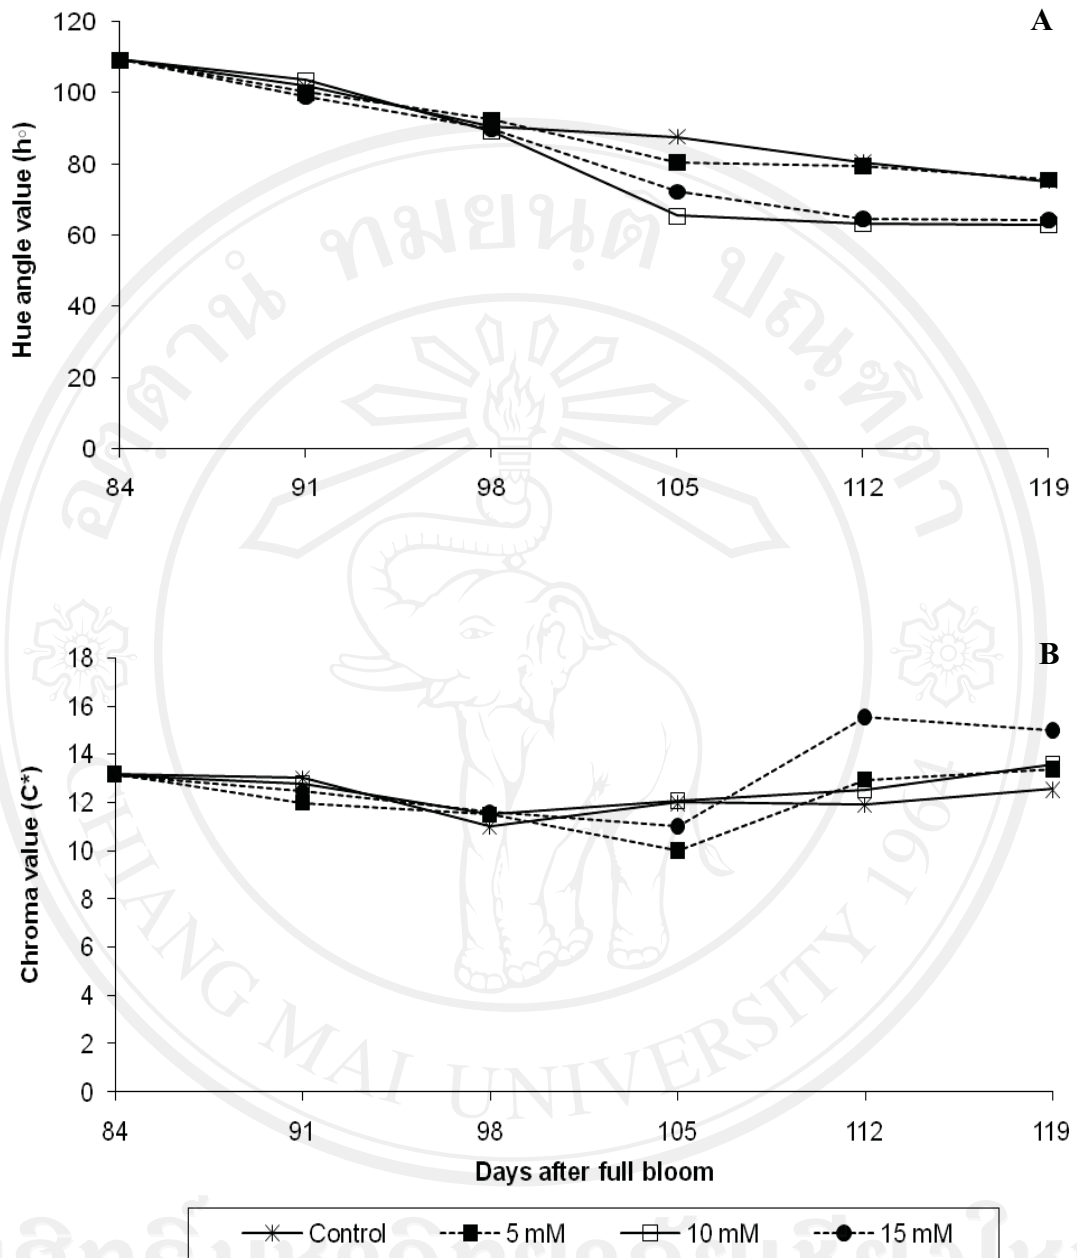 A
120
100
80
60
40
20
0
Hue angle value (h°)
84 91 98 105 112 119
B
18
16
14
12
10
8
6
4
2
0
Chroma value (C*)
84 91 98 105 112 119
Days after full bloom
Control 5 mM 10 mM 15 mM
CHIANG MAI UNIVERSITY 1964